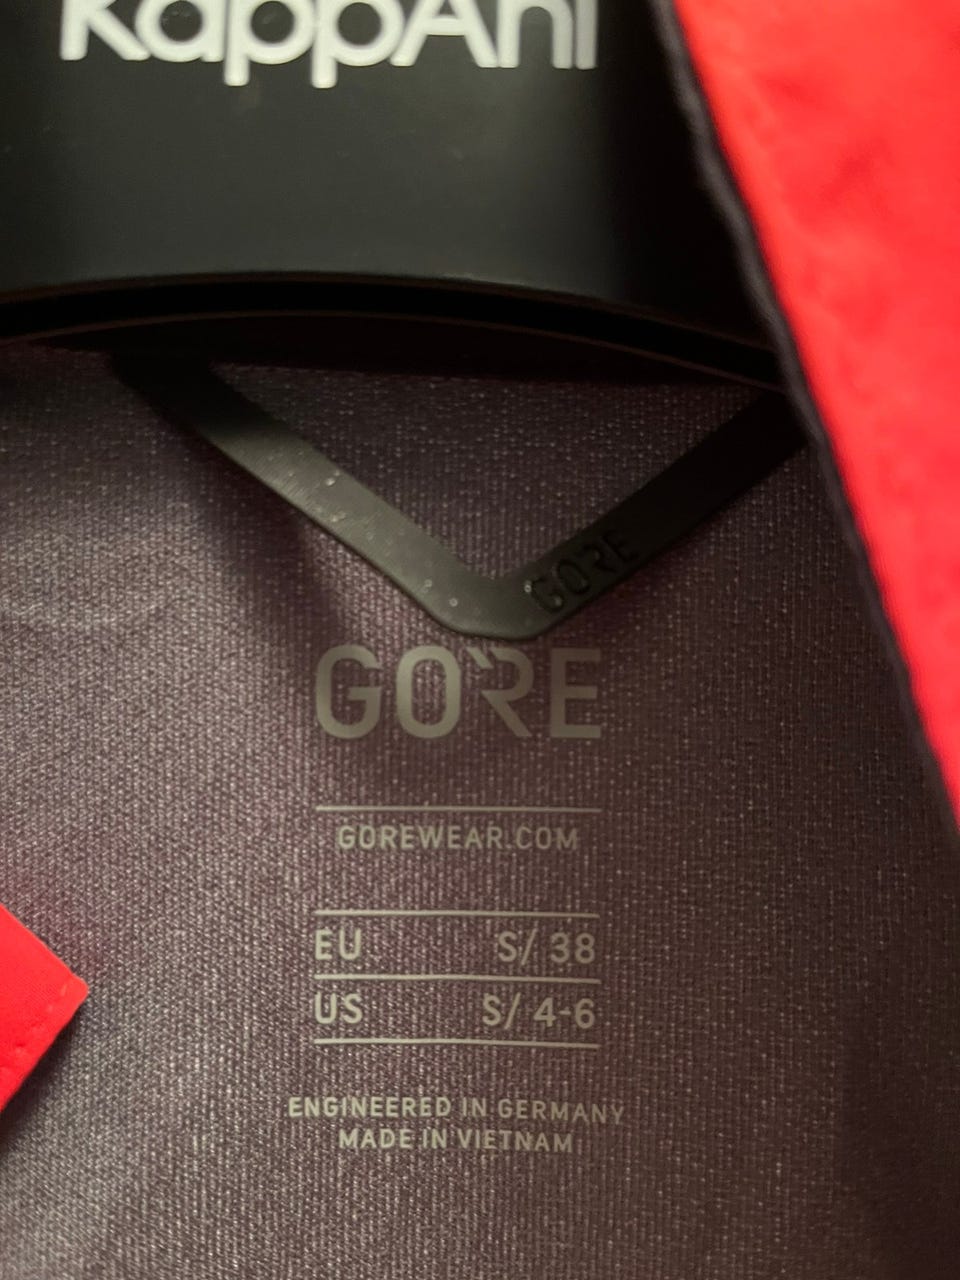 KappAhl
GORE
GORE
GOREWEAR.COM
EU S/ 38
US S/ 4-6
ENGINEERED IN GERMANY
MADE IN VIETNAM